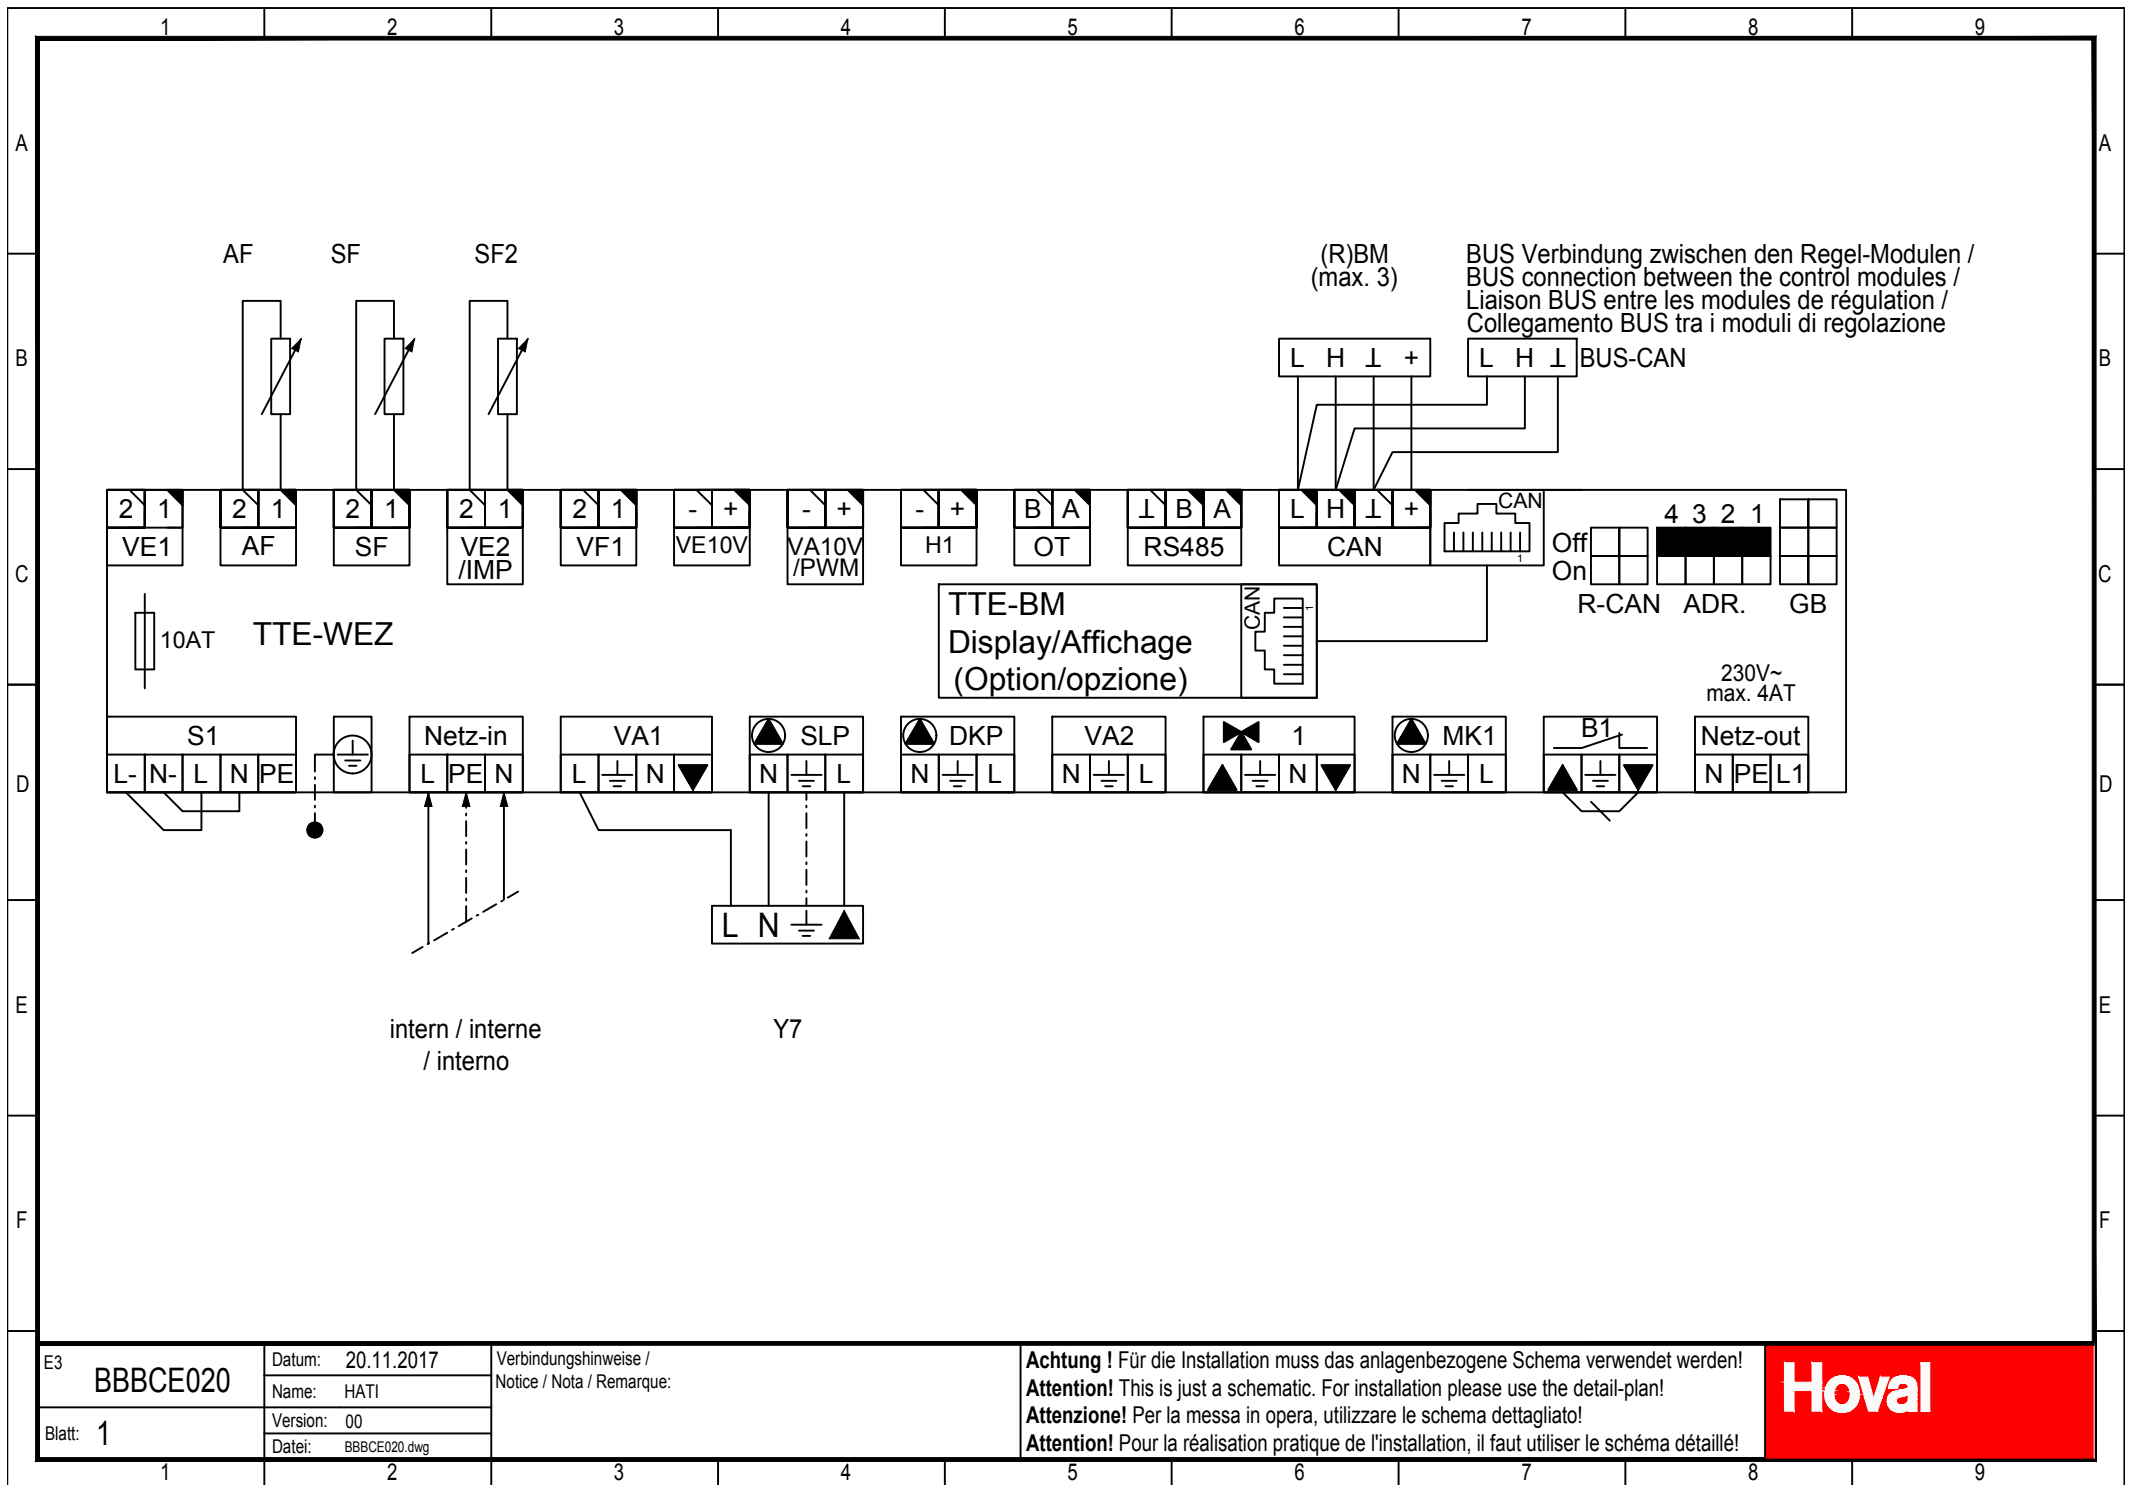 1 2 3 4 5 6 7 8 9
A A
AF SF SF2 (R)BM BUS Verbindung zwischen den Regel-Modulen /
(max. 3) BUS connection between the control modules /
Liaison BUS entre les modules de régulation /
Collegamento BUS tra i moduli di regolazione
B L H ⊥ + L H ⊥ BUS-CAN B
2 1 2 1 2 1 2 1 2 1 - + - + - + B A ⊥ B A L H ⊥ + CAN 4 3 2 1
VE1 AF SF VE2 VF1 VE10V VA10V H1 OT RS485 CAN 1 Off
/IMP /PWM On
C C
R-CAN ADR. GB
10AT TTE-WEZ
TTE-BM CAN 1
Display/Affichage
(Option/opzione)
230V~
max. 4AT
S1 Netz-in VA1 SLP DKP VA2 1 MK1 B1 Netz-out
D L- N- L N PE L PE N L N N L N L N L N N L N PE L1 D
L N
E E
intern / interne Y7
/ interno
F F
E3 BBBCE020
Blatt: 1
Datum: 20.11.2017
Name: HATI
Version: 00
Datei: BBBCE020.dwg
Verbindungshinweise /
Notice / Nota / Remarque:
Achtung ! Für die Installation muss das anlagenbezogene Schema verwendet werden!
Attention! This is just a schematic. For installation please use the detail-plan!
Attenzione! Per la messa in opera, utilizzare le schema dettagliato!
Attention! Pour la réalisation pratique de l'installation, il faut utiliser le schéma détaillé!
Hoval
1 2 3 4 5 6 7 8 9